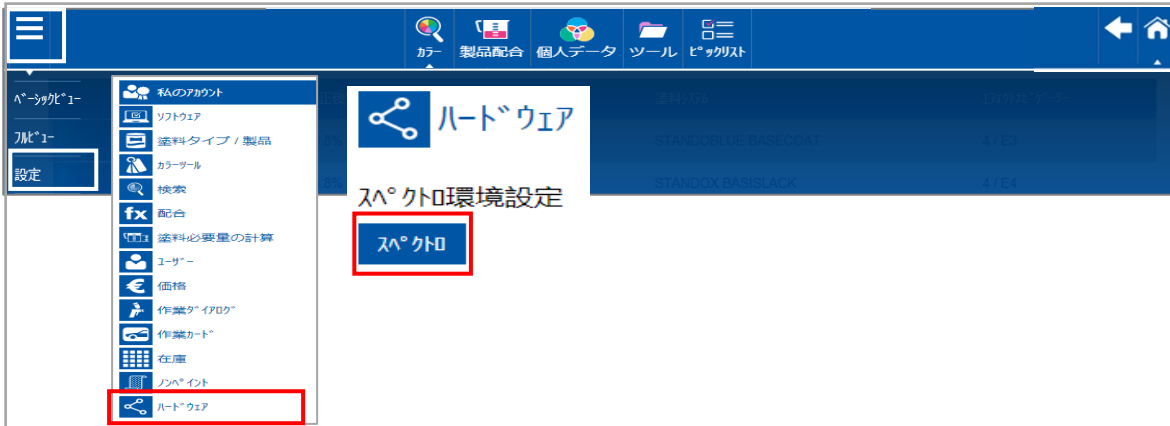 カラー 製品配合 個人データ ツール ピックリスト
ベーシックビュー
フルビュー
設定
私のアカウント
ソフトウェア
塗料タイプ / 製品
カラーツール
検索
fx 配合
塗料必要量の計算
ユーザー
価格
作業ダイアログ
作業カード
在庫
ノンペイント
ハードウェア
ハードウェア
スペクトロ環境設定
スペクトロ
塗料システム
STANDOBLUE BASECOAT 4 / E3
STANDOX BASISLACK 4 / E4